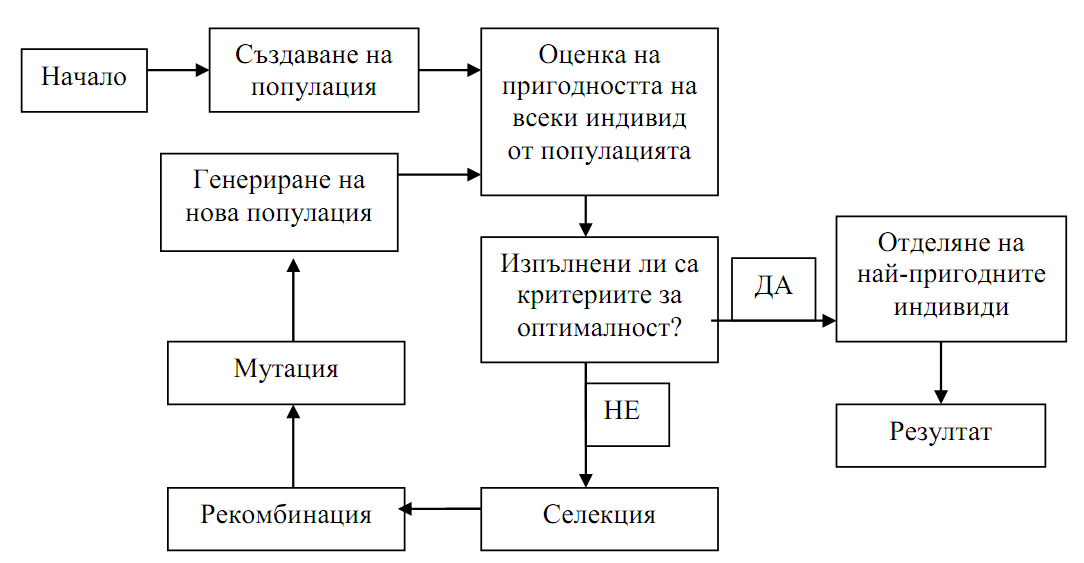 Начало
Създаване на
популация
Оценка на
пригодността на
всеки индивид
от популацията
Генериране на
нова популация
Изпълнени ли са
критериите за
оптималност?
ДА
Отделяне на
най-пригодните
индивиди
Мутация
НЕ
Резултат
Рекомбинация
Селекция